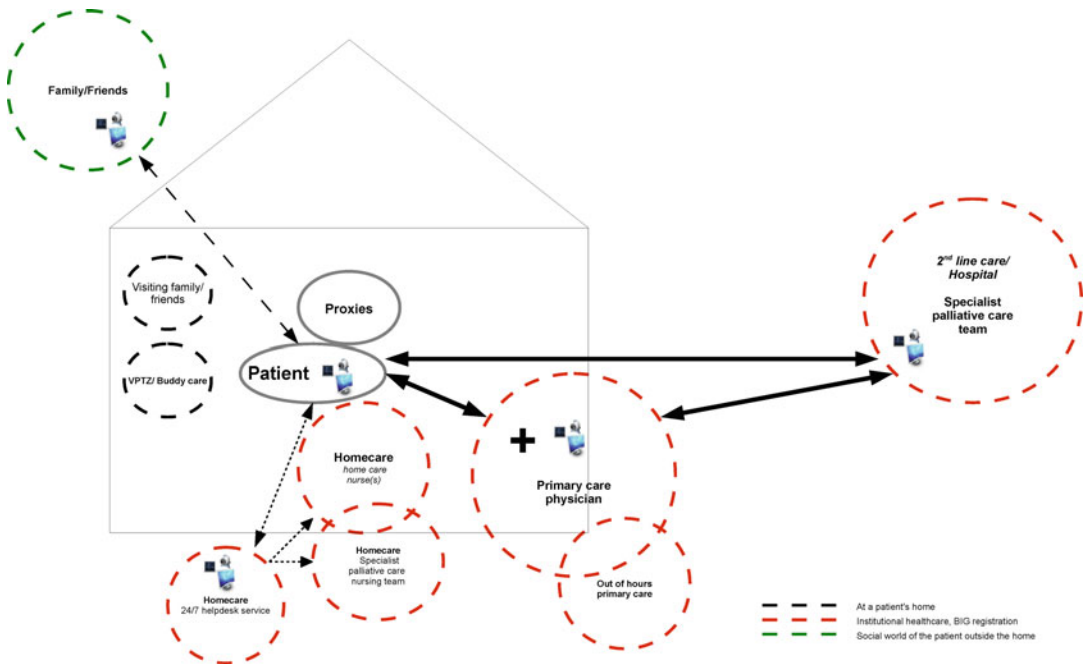 Family/Friends
Visiting family/
friends
VPTZ/ Buddy care
Proxies
Patient
2nd line care/
Hospital
Specialist
palliative care
team
Homecare
home care
nurse(s)
+
Primary care
physician
Homecare
Specialist
palliative care
nursing team
Homecare
24/7 helpdesk service
Out of hours
primary care
At a patient's home
Institutional healthcare, BIG registration
Social world of the patient outside the home